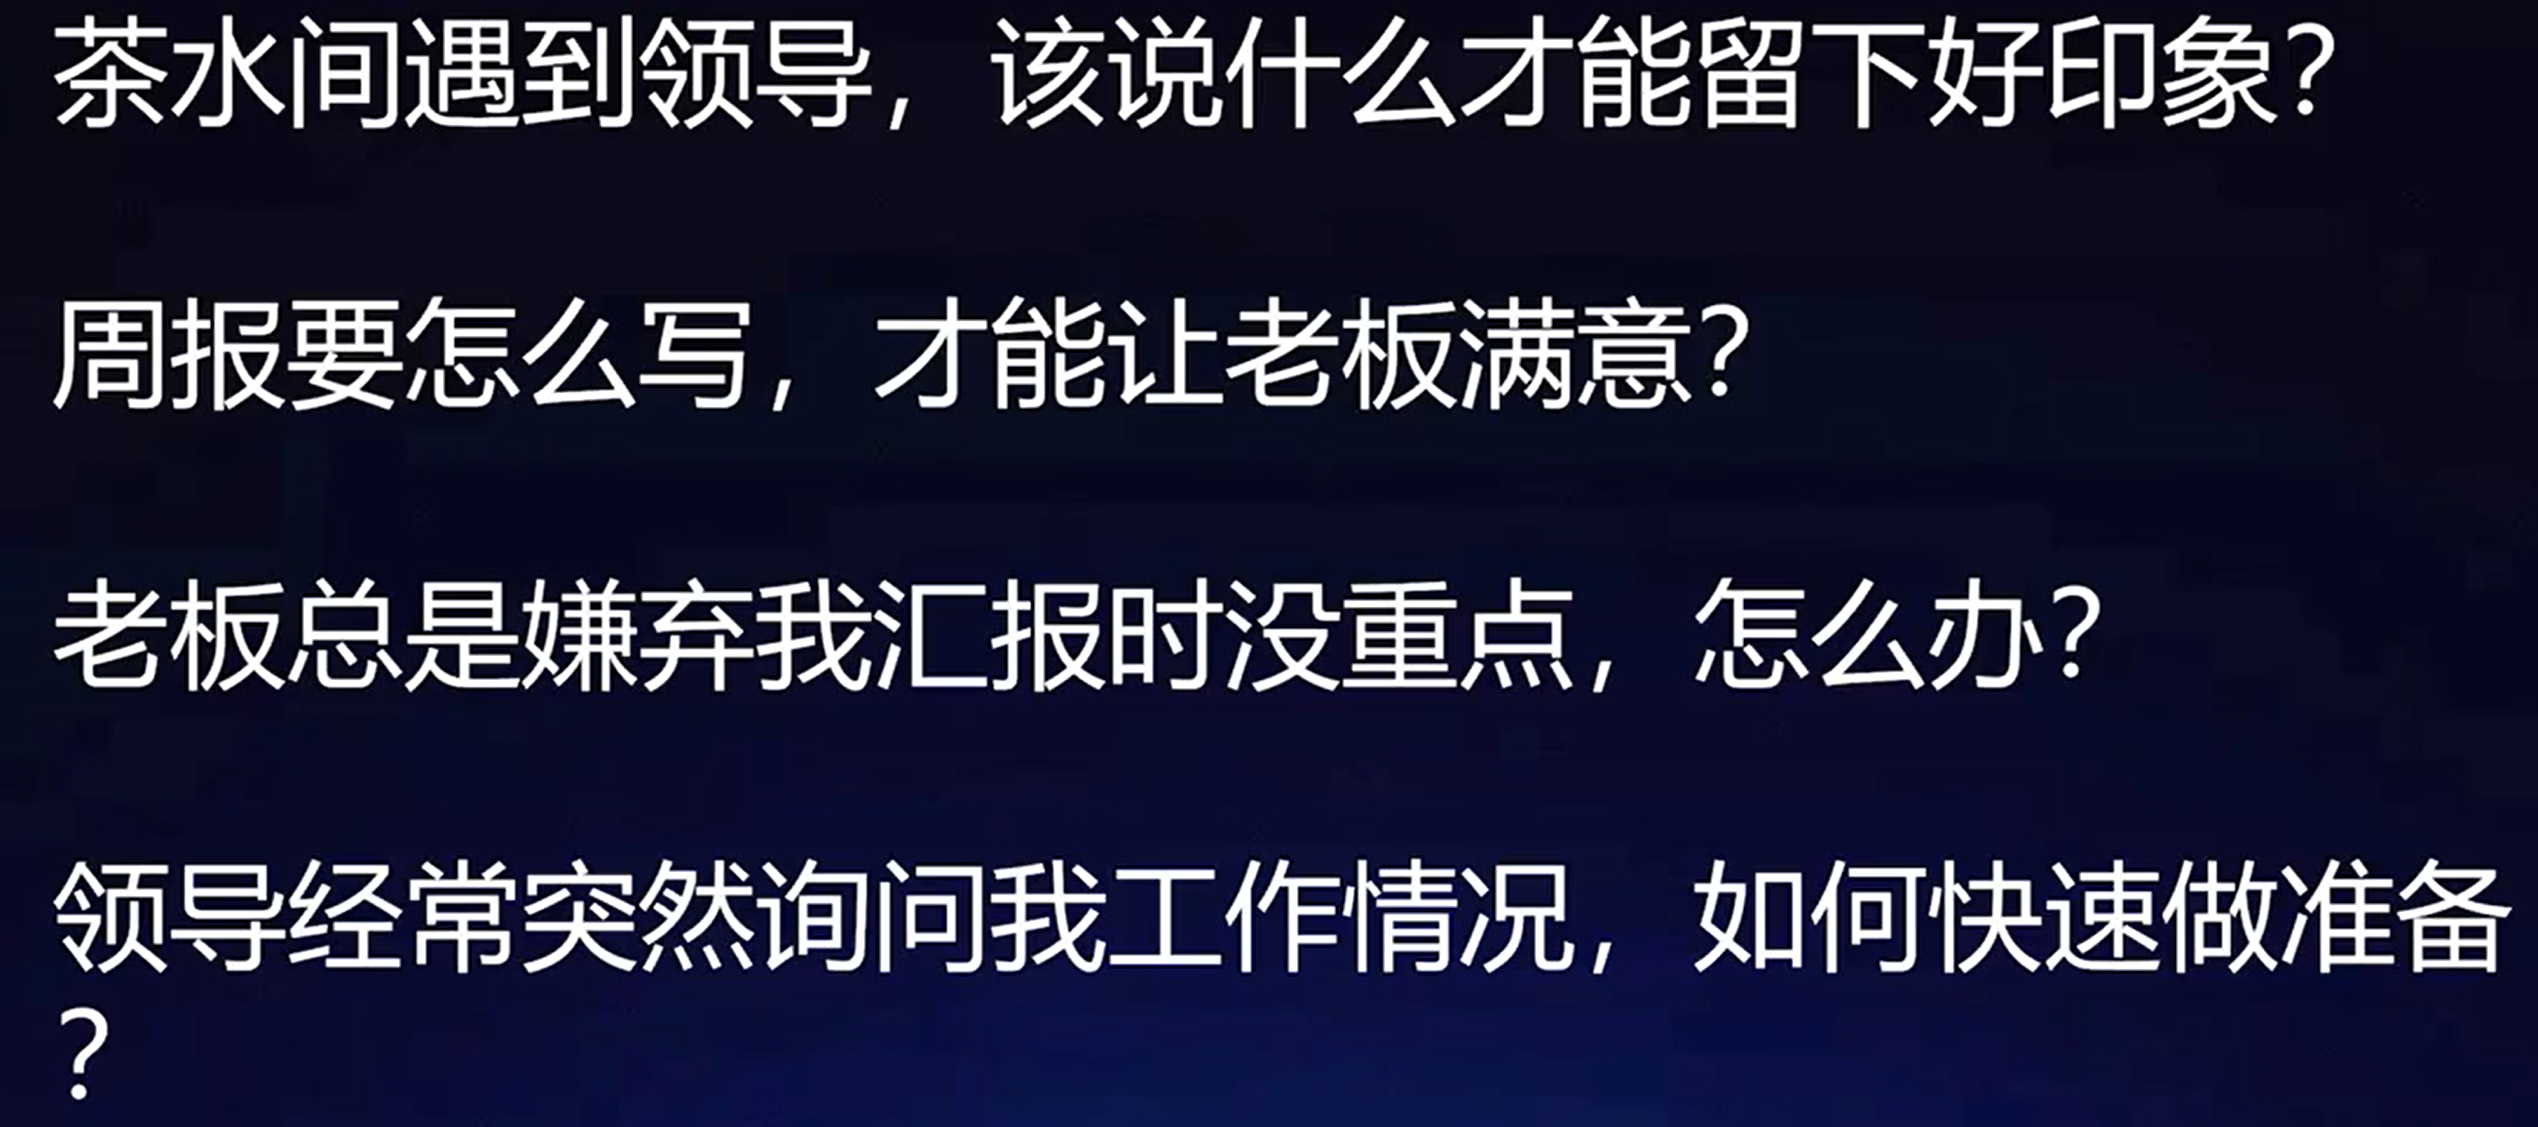 茶水间遇到领导，该说什么才能留下好印象？
周报要怎么写，才能让老板满意？
老板总是嫌弃我汇报时没重点，怎么办？
领导经常突然询问我工作情况，如何快速做准备
？